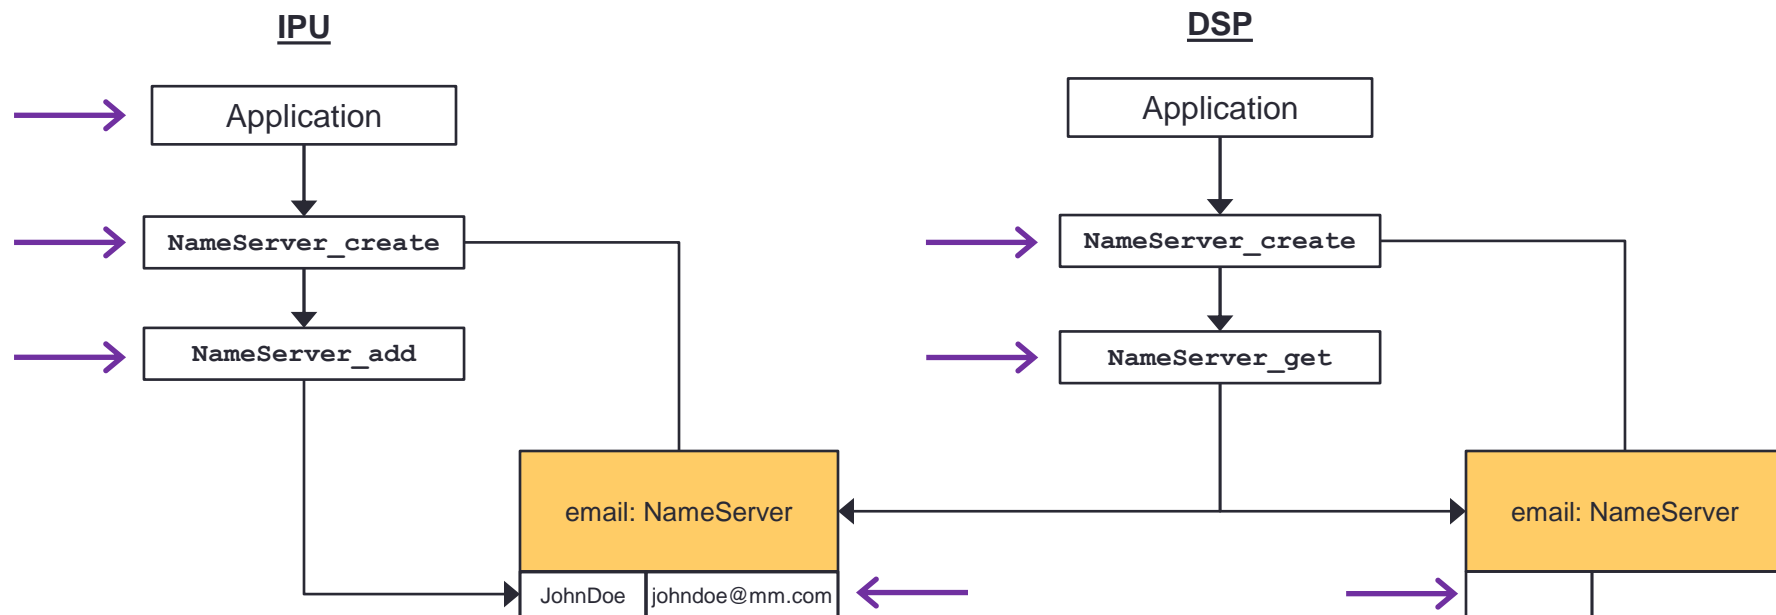 IPU
DSP
Application
Application
NameServer_create
NameServer_create
NameServer_add
NameServer_get
email: NameServer
email: NameServer
JohnDoe
johndoe@mm.com